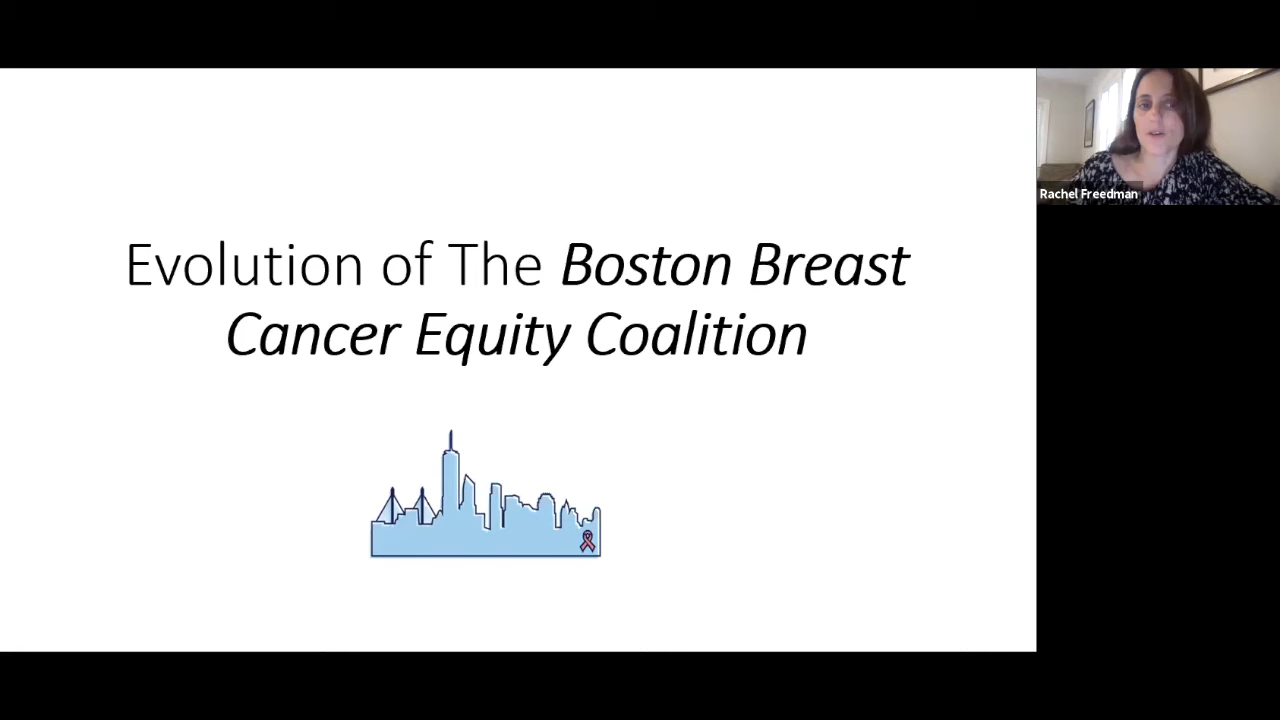 Evolution of The Boston Breast
Cancer Equity Coalition
Rachel Freedman